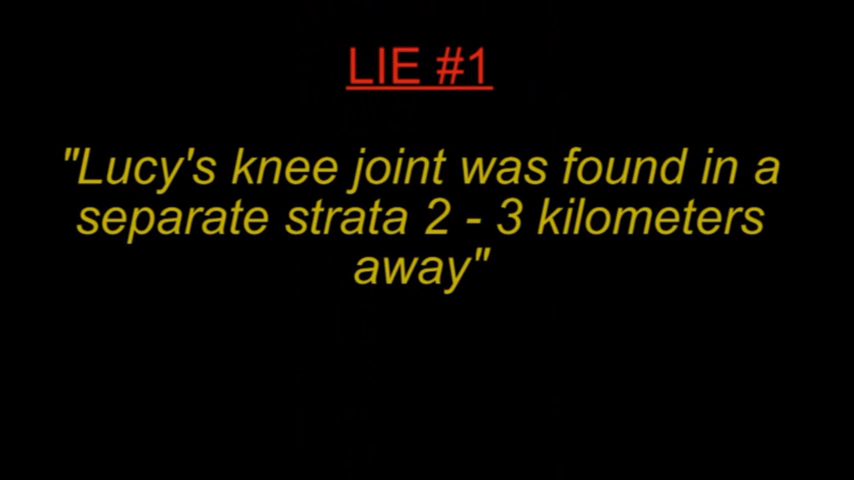 LIE #1
"Lucy's knee joint was found in a
separate strata 2 - 3 kilometers
away"